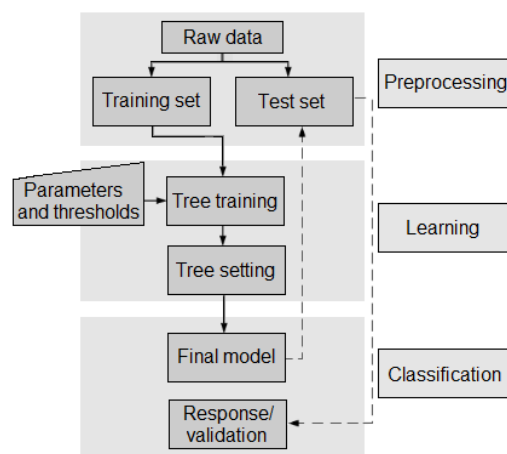 Raw data
Training set
Test set
Preprocessing
Parameters
and thresholds
Tree training
Learning
Tree setting
Final model
Classification
Response/
validation